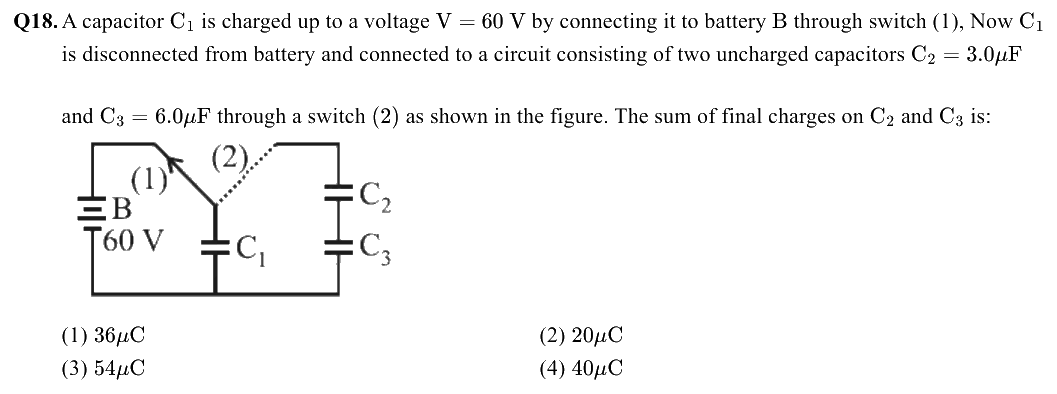 Q18. A capacitor C₁ is charged up to a voltage V = 60 V by connecting it to battery B through switch (1), Now C₁
is disconnected from battery and connected to a circuit consisting of two uncharged capacitors C₂ = 3.0μF
and C₃ = 6.0μF through a switch (2) as shown in the figure. The sum of final charges on C₂ and C₃ is:
(2)
(1)
B
60 V
C₁
C₂
C₃
(1) 36μC
(2) 20μC
(3) 54μC
(4) 40μC